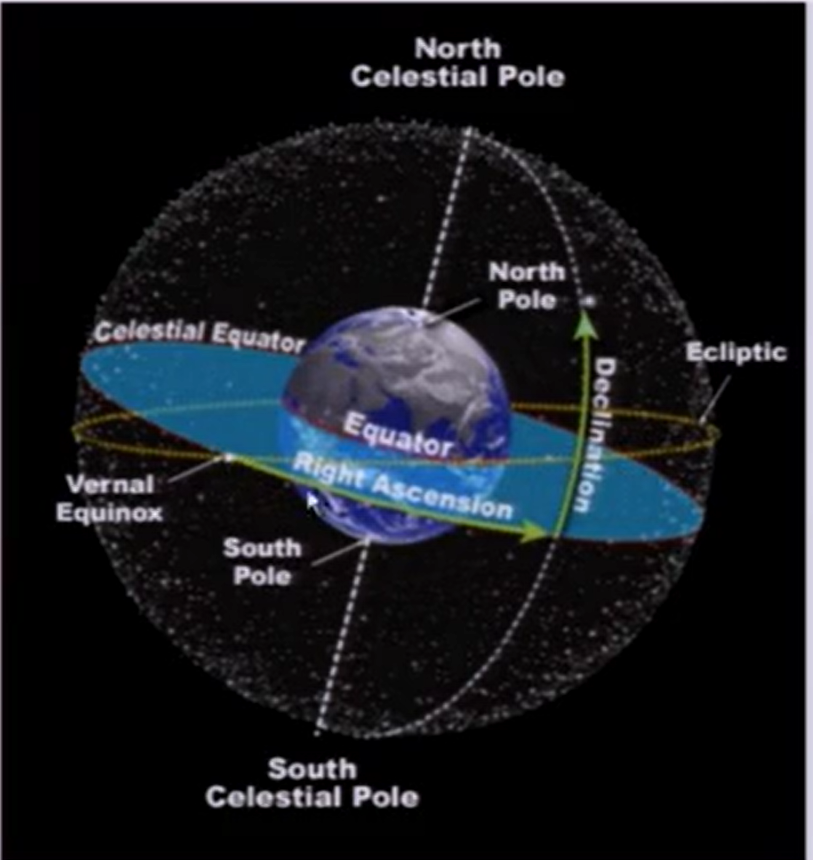 North
Celestial Pole
North
Pole
Celestial Equator
Ecliptic
Declination
Equator
Right Ascension
Vernal
Equinox
South
Pole
South
Celestial Pole